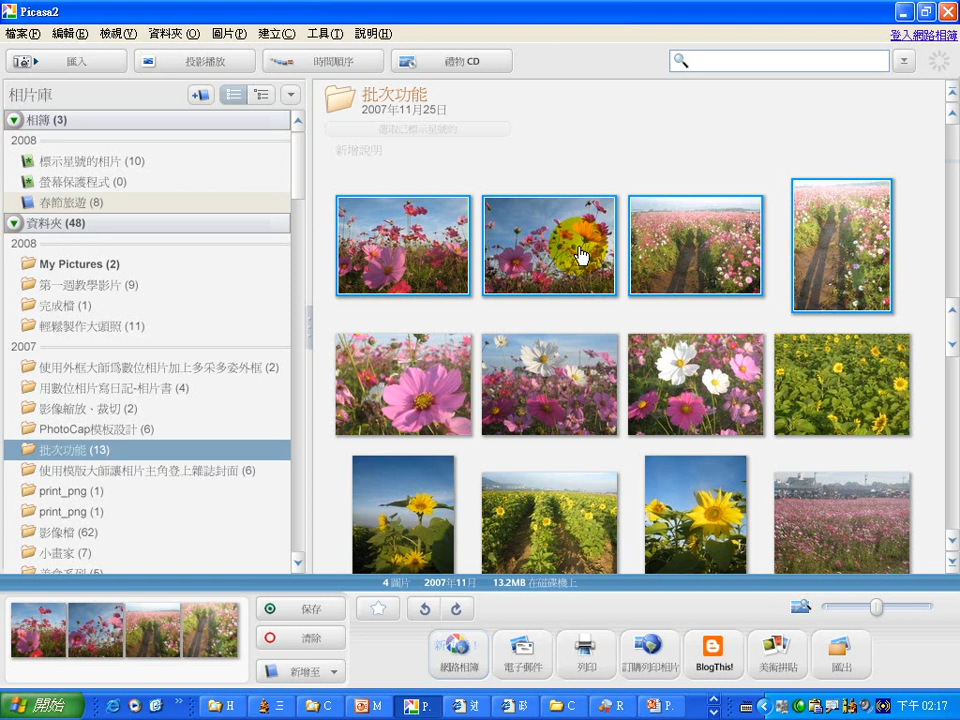 Picasa2
檔案(F) 編輯(E) 檢視(V) 資料夾(O) 圖片(P) 建立(C) 工具(T) 說明(H)
登入網路相簿
匯入 投影播放 時間順序 禮物 CD
相片庫
相簿 (3)
2008
標示星號的相片 (10)
螢幕保護程式 (0)
春節旅遊 (8)
資料夾 (48)
2008
My Pictures (2)
第一週教學影片 (9)
完成檔 (1)
輕鬆製作大頭照 (11)
2007
使用外框大師為數位相片加上多采多姿外框 (2)
用數位相片寫日記-相片書 (4)
影像縮放、裁切 (2)
PhotoCap模板設計 (6)
批次功能 (13)
使用模版大師讓相片主角登上雜誌封面 (6)
print_png (1)
print_png (1)
影像檔 (62)
小畫家 (7)
批次功能
2007年11月25日
選取已標示星號的
新增說明
4 圖片 2007年11月 13.2MB 在磁碟機上
保存
清除
新增至
網路相簿 電子郵件 列印 訂購列印相片 BlogThis! 美術拼貼 匯出
開始
H 三 C M P. C R P.
下午 02:17